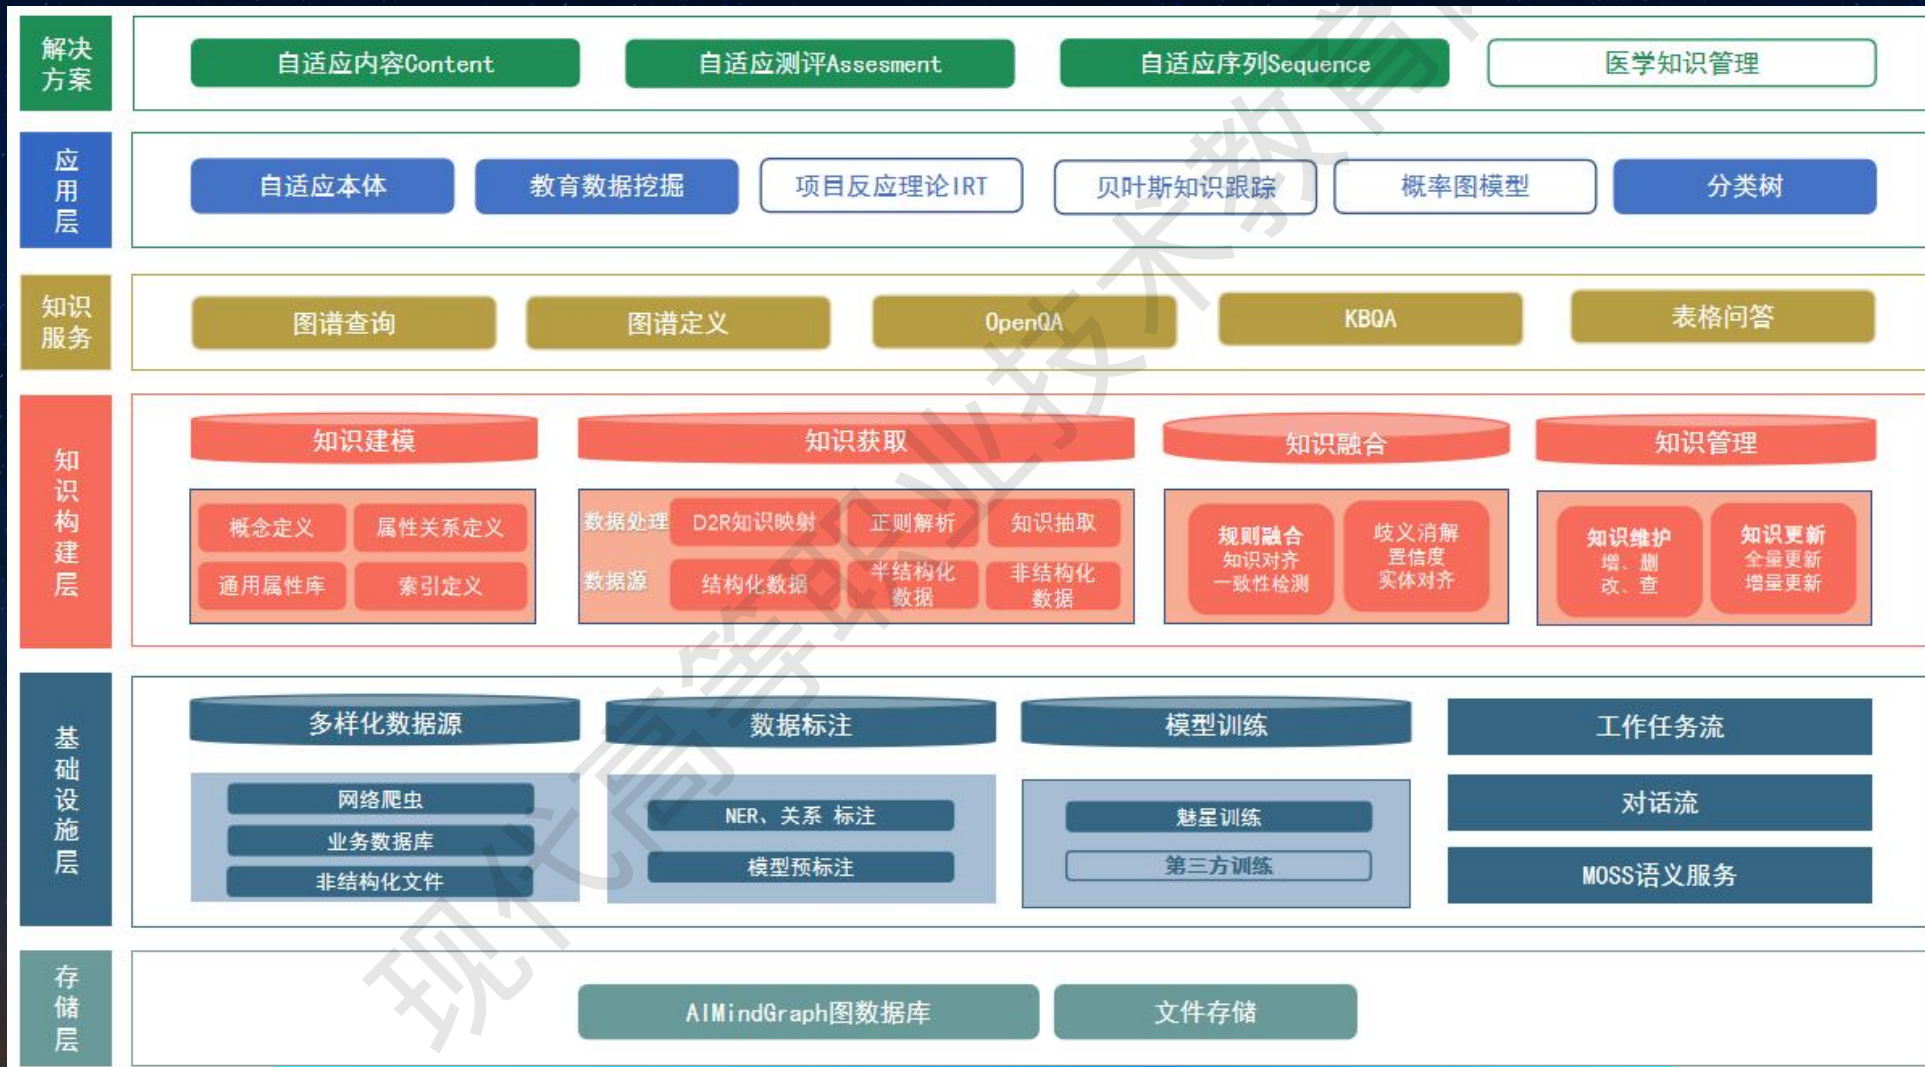 解决
方案
自适应内容Content
自适应测评Assesment
自适应序列Sequence
医学知识管理
应
用
层
自适应本体
教育数据挖掘
项目反应理论IRT
贝叶斯知识跟踪
概率图模型
分类树
知识
服务
图谱查询
图谱定义
OpenQA
KBQA
表格问答
知
识
构
建
层
知识建模
概念定义
属性关系定义
通用属性库
索引定义
知识获取
数据处理
D2R知识映射
正则解析
知识抽取
数据源
结构化数据
半结构化
数据
非结构化
数据
知识融合
规则融合
知识对齐
一致性检测
歧义消解
置信度
实体对齐
知识管理
知识维护
增、删
改、查
知识更新
全量更新
增量更新
基
础
设
施
层
多样化数据源
网络爬虫
业务数据库
非结构化文件
数据标注
NER、关系 标注
模型预标注
模型训练
魅星训练
第三方训练
工作任务流
对话流
MOSS语义服务
存
储
层
AIMindGraph图数据库
文件存储
现代高等职业技术教育